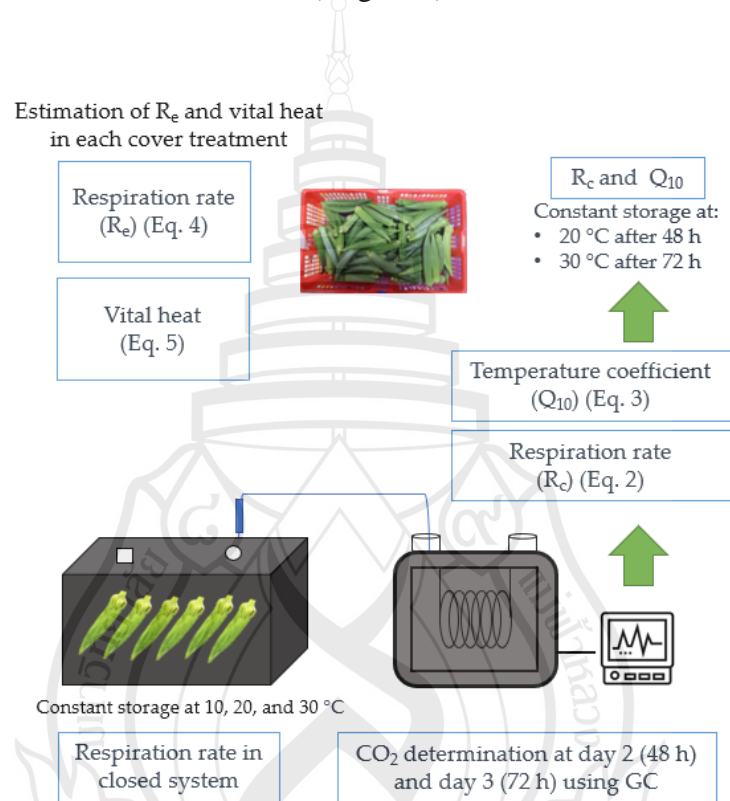 Estimation of Re and vital heat
in each cover treatment
Respiration rate
(Re) (Eq. 4)
Vital heat
(Eq. 5)
Rc and Q10
Constant storage at:
• 20 °C after 48 h
• 30 °C after 72 h
Temperature coefficient
(Q10) (Eq. 3)
Respiration rate
(Rc) (Eq. 2)
Constant storage at 10, 20, and 30 °C
Respiration rate in
closed system
CO2 determination at day 2 (48 h)
and day 3 (72 h) using GC